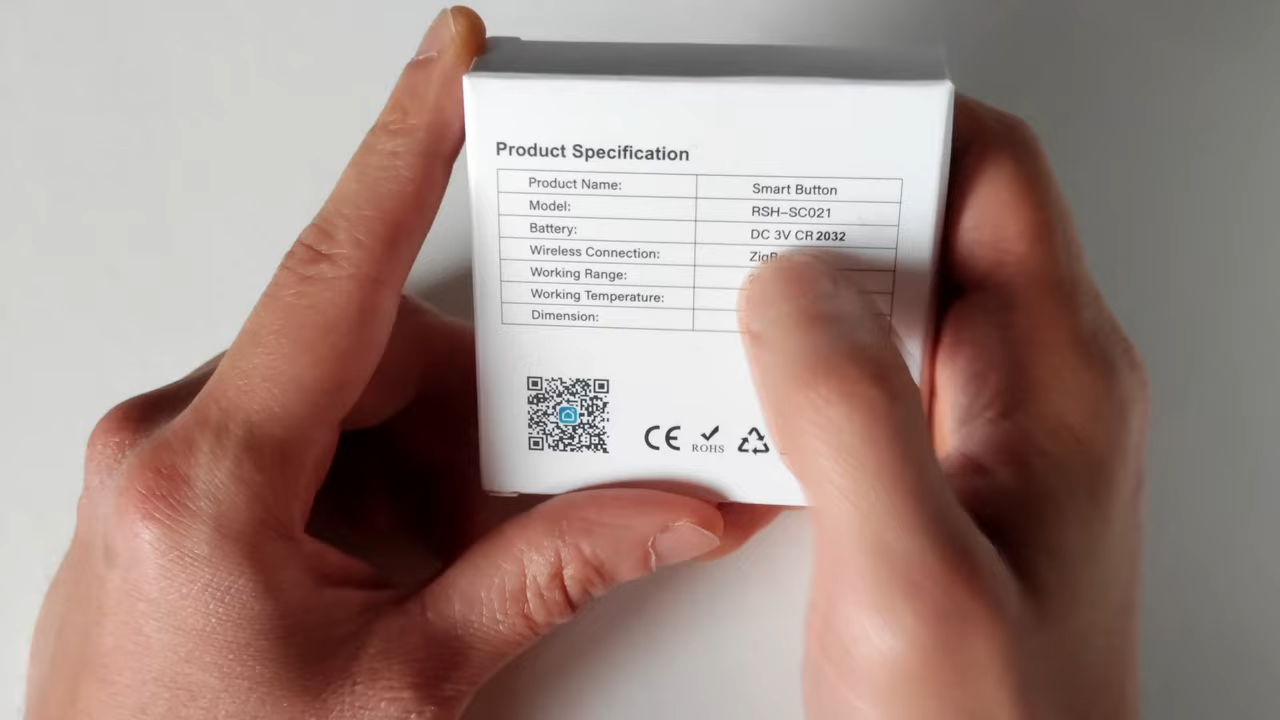 Product Specification
Product Name: Smart Button
Model: RSH-SC021
Battery: DC 3V CR2032
Wireless Connection:
Working Range:
Working Temperature:
Dimension:
CE
ROHS